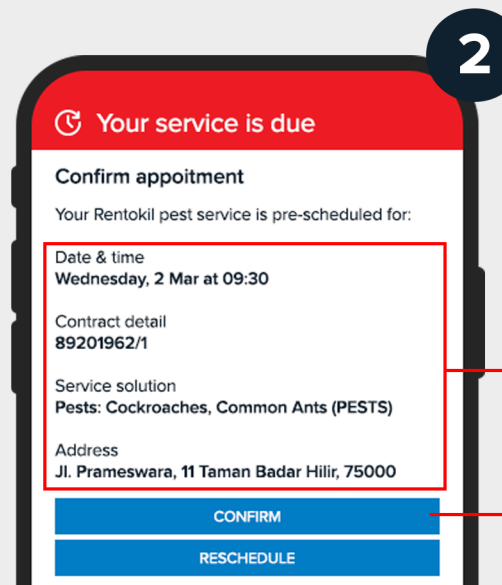 2
Your service is due
Confirm appoitment
Your Rentokil pest service is pre-scheduled for:
Date & time
Wednesday, 2 Mar at 09:30
Contract detail
89201962/1
Service solution
Pests: Cockroaches, Common Ants (PESTS)
Address
Jl. Prameswara, 11 Taman Badar Hilir, 75000
CONFIRM
RESCHEDULE